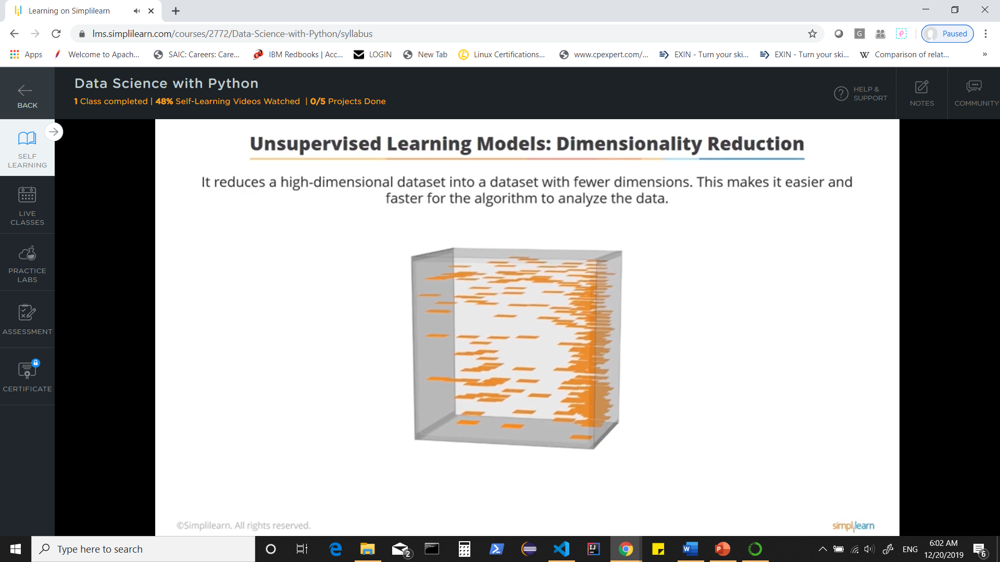 Learning on Simplilearn
lms.simplilearn.com/courses/2772/Data-Science-with-Python/syllabus
G
Paused
Apps
Welcome to Apach...
SAIC: Careers: Care...
IBM Redbooks | Acc...
LOGIN
New Tab
Linux Certifications...
www.cpexpert.com/...
EXIN - Turn your ski...
EXIN - Turn your ski...
W
Comparison of relat...
»
BACK
Data Science with Python
1 Class completed | 48% Self-Learning Videos Watched | 0/5 Projects Done
HELP &
SUPPORT
NOTES
COMMUNITY
SELF
LEARNING
LIVE
CLASSES
PRACTICE
LABS
ASSESSMENT
CERTIFICATE
Unsupervised Learning Models: Dimensionality Reduction
It reduces a high-dimensional dataset into a dataset with fewer dimensions. This makes it easier and
faster for the algorithm to analyze the data.
©Simplilearn. All rights reserved.
simplilearn
Type here to search
2
IJ
W
P
ENG
6:02 AM
12/20/2019
6